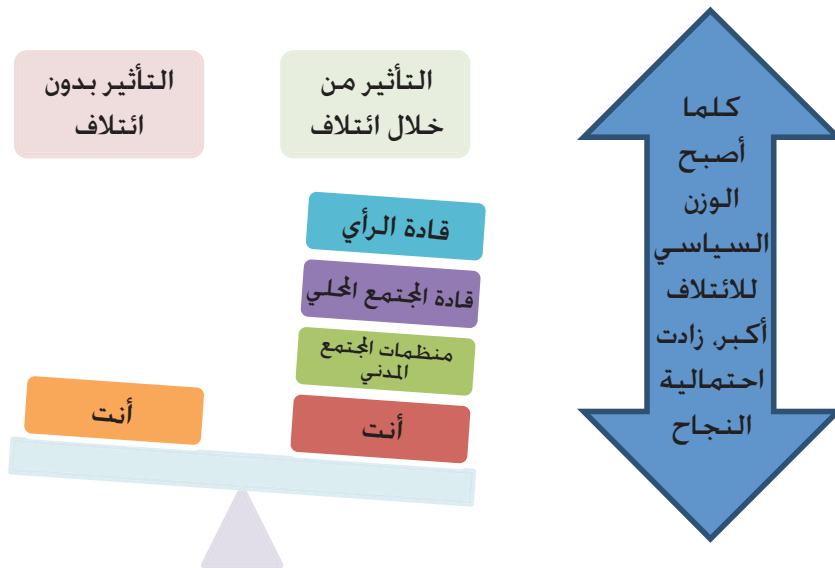 كلما
أصبح
الوزن
السياسي
للائتلاف
أكبر، زادت
احتمالية
النجاح
التأثير من
خلال ائتلاف
التأثير بدون
ائتلاف
قادة الرأي
قادة المجتمع المحلي
منظمات المجتمع
المدني
أنت
أنت